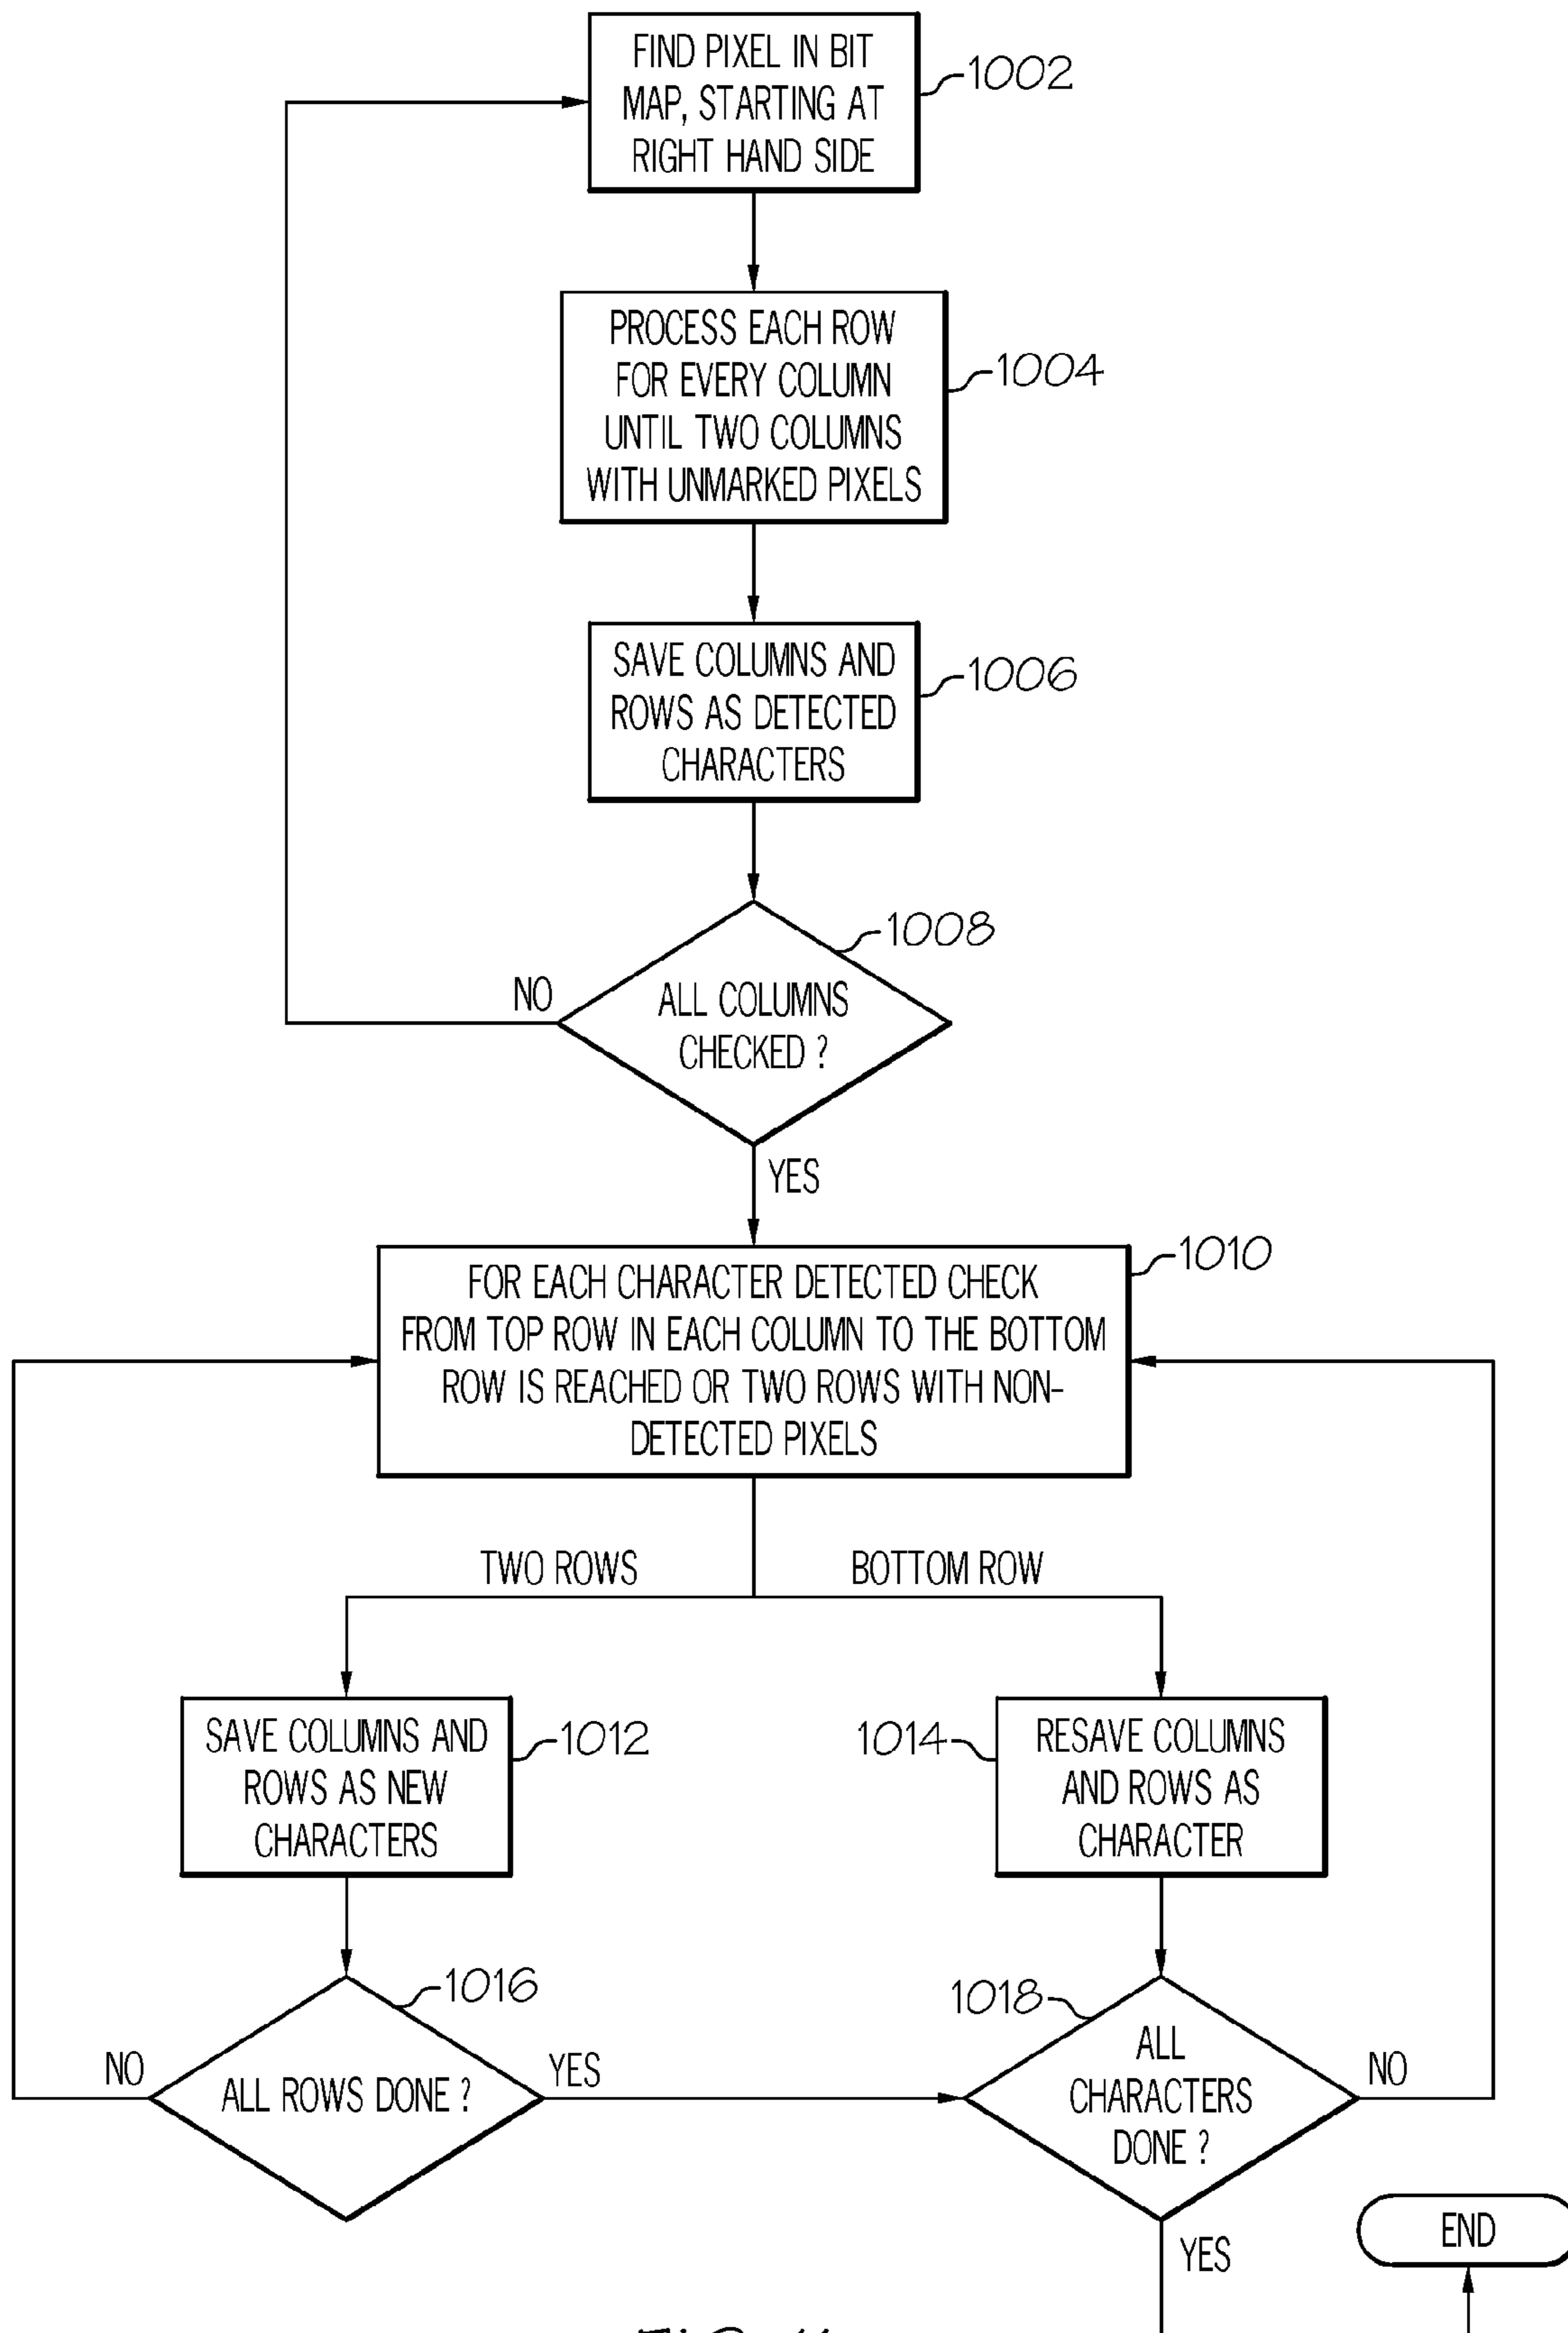 FIND PIXEL IN BIT
MAP, STARTING AT
RIGHT HAND SIDE
1002
PROCESS EACH ROW
FOR EVERY COLUMN
UNTIL TWO COLUMNS
WITH UNMARKED PIXELS
1004
SAVE COLUMNS AND
ROWS AS DETECTED
CHARACTERS
1006
1008
NO
ALL COLUMNS
CHECKED ?
YES
1010
FOR EACH CHARACTER DETECTED CHECK
FROM TOP ROW IN EACH COLUMN TO THE BOTTOM
ROW IS REACHED OR TWO ROWS WITH NON-
DETECTED PIXELS
TWO ROWS
BOTTOM ROW
SAVE COLUMNS AND
ROWS AS NEW
CHARACTERS
1012
1014
RESAVE COLUMNS
AND ROWS AS
CHARACTER
1016
NO
ALL ROWS DONE ?
YES
1018
ALL
CHARACTERS
DONE ?
NO
YES
END